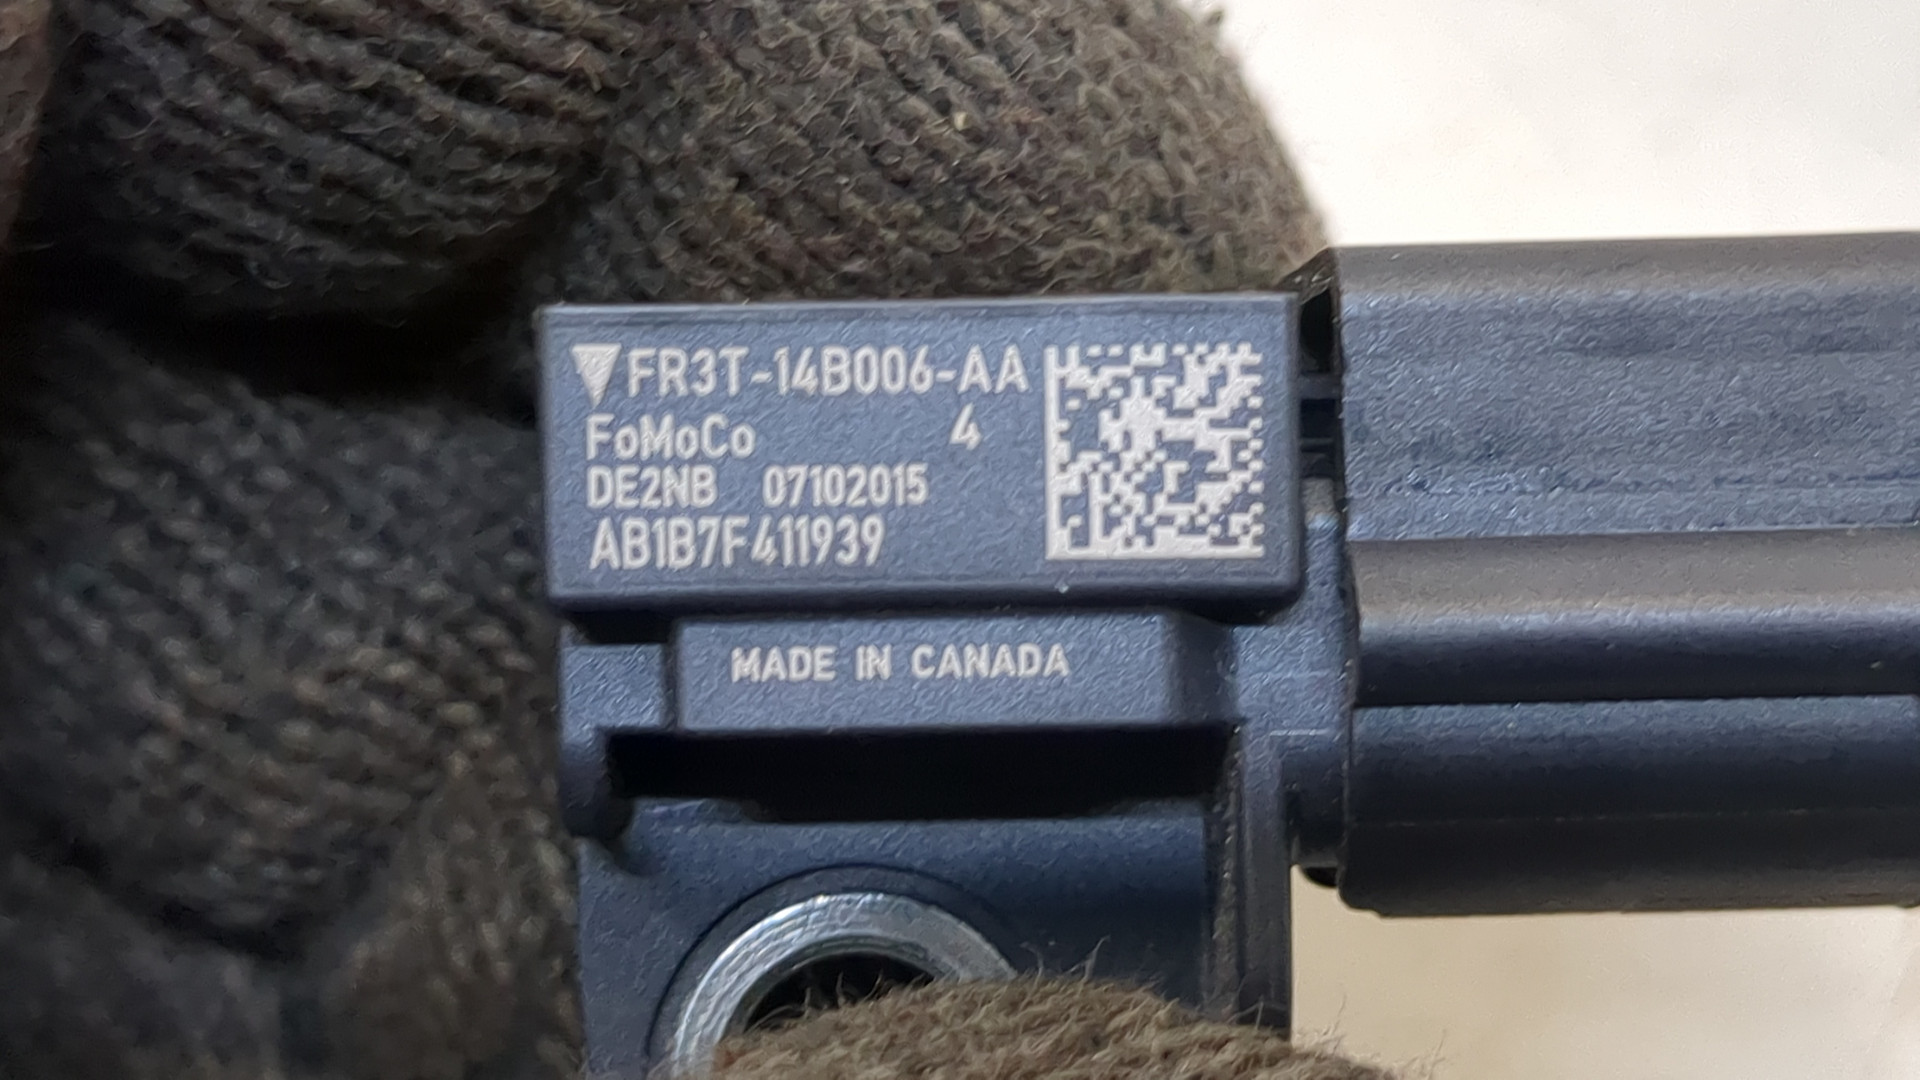 FR3T-14B006-AA
FoMoCo 4
DE2NB 07102015
AB1B7F411939
MADE IN CANADA